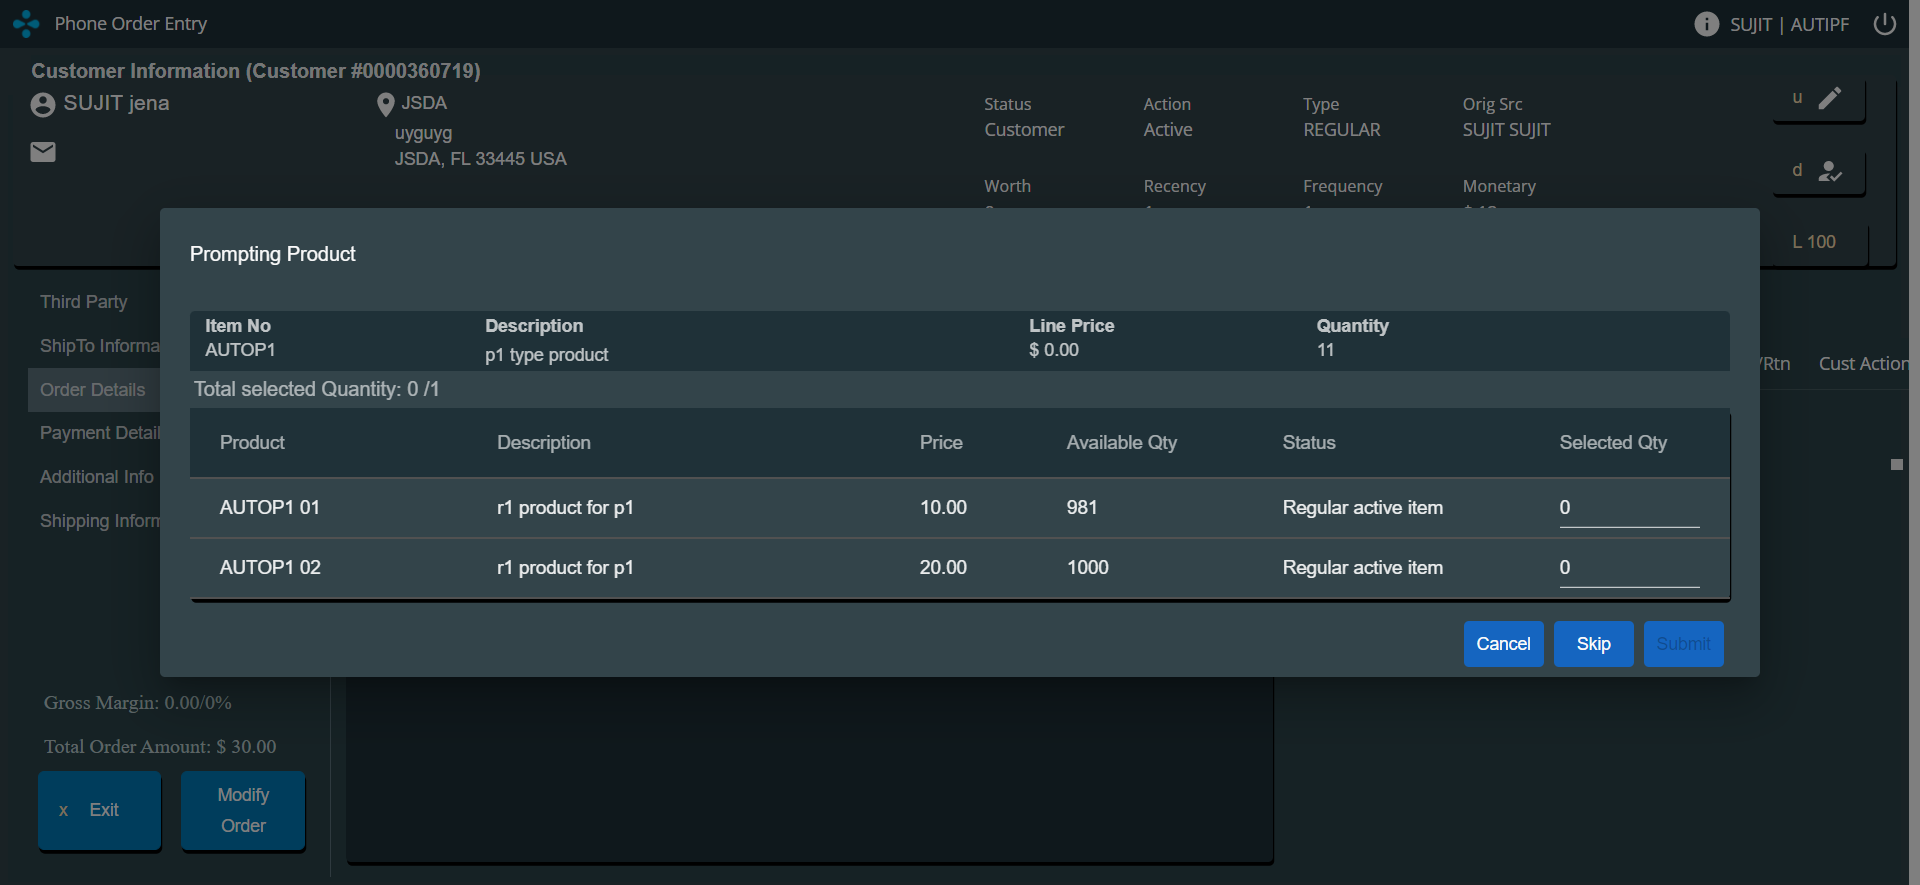 Phone Order Entry
SUJIT | AUTIPF
Customer Information (Customer #0000360719)
SUJIT jena
JSDA
uyguyg
JSDA, FL 33445 USA
Status Action Type Orig Src
Customer Active REGULAR SUJIT SUJIT
Worth Recency Frequency Monetary
u
d
L 100
Third Party
ShipTo Informa
Order Details
Payment Detail
Additional Info
Shipping Inform
/Rtn Cust Action
Prompting Product
Item No Description Line Price Quantity
AUTOP1 p1 type product $ 0.00 11
Total selected Quantity: 0 /1
Product Description Price Available Qty Status Selected Qty
AUTOP1 01 r1 product for p1 10.00 981 Regular active item 0
AUTOP1 02 r1 product for p1 20.00 1000 Regular active item 0
Cancel Skip Submit
Gross Margin: 0.00/0%
Total Order Amount: $ 30.00
x Exit
Modify
Order